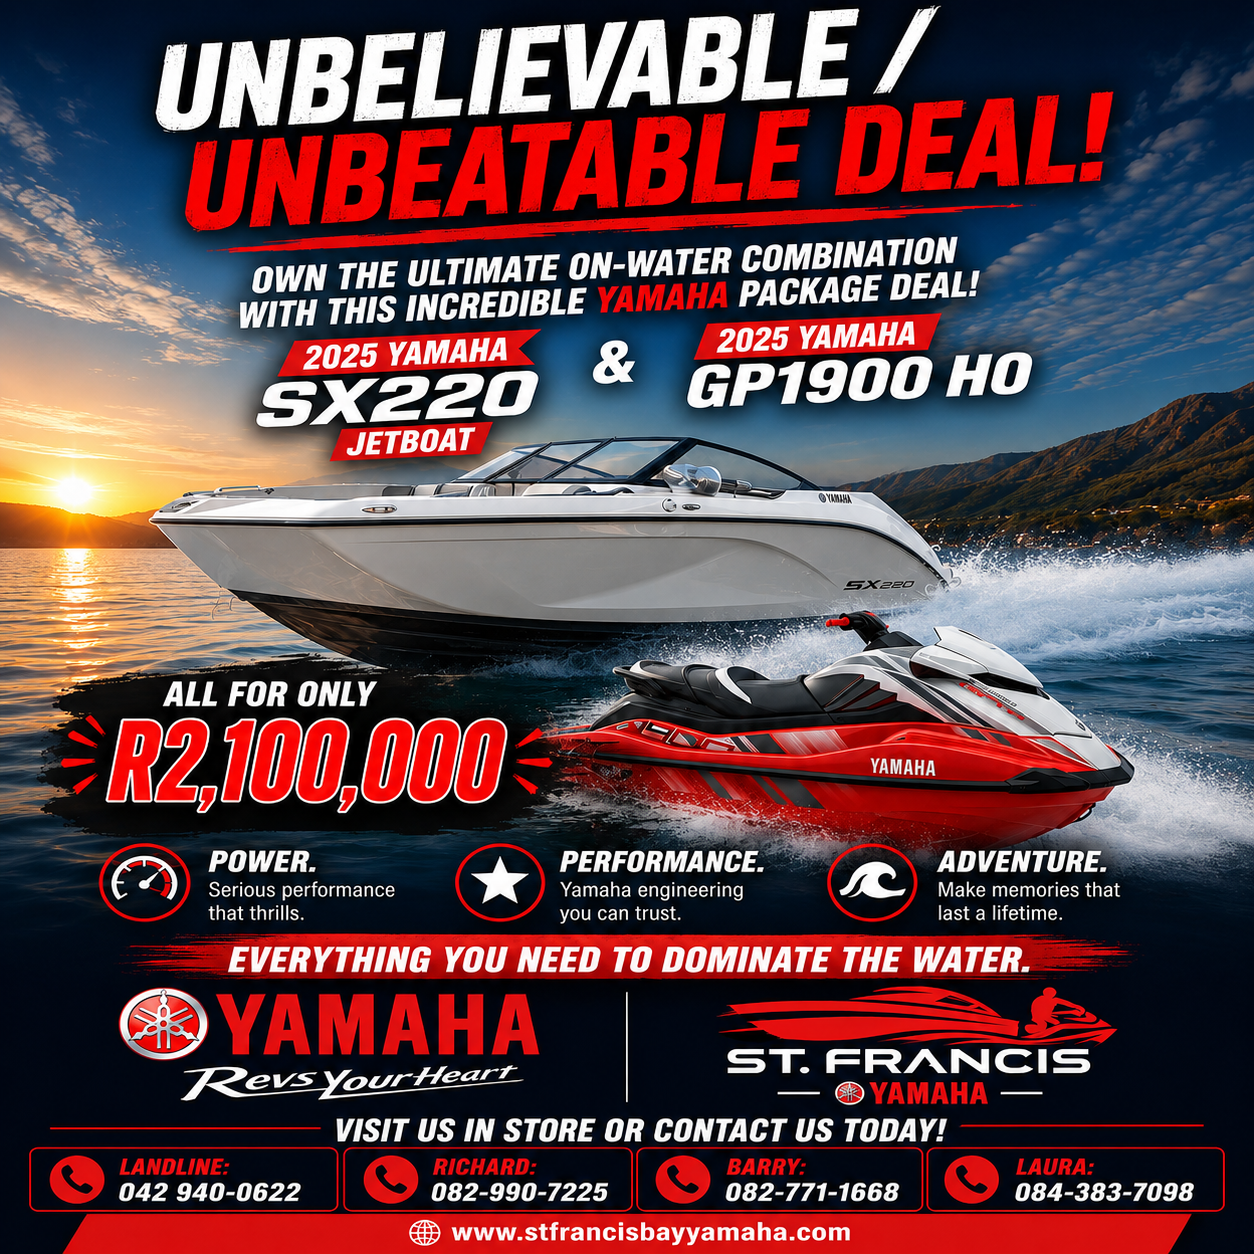 UNBELIEVABLE /
UNBEATABLE DEAL!
OWN THE ULTIMATE ON-WATER COMBINATION
WITH THIS INCREDIBLE YAMAHA PACKAGE DEAL!
2025 YAMAHA
SX220
JETBOAT
&
2025 YAMAHA
GP1900 HO
YAMAHA
SX220
YAMAHA
ALL FOR ONLY
R2,100,000
POWER.
Serious performance
that thrills.
PERFORMANCE.
Yamaha engineering
you can trust.
ADVENTURE.
Make memories that
last a lifetime.
EVERYTHING YOU NEED TO DOMINATE THE WATER.
YAMAHA
Revs Your Heart
ST. FRANCIS
YAMAHA
VISIT US IN STORE OR CONTACT US TODAY!
LANDLINE:
042 940-0622
RICHARD:
082-990-7225
BARRY:
082-771-1668
LAURA:
084-383-7098
www.stfrancisbayyamaha.com